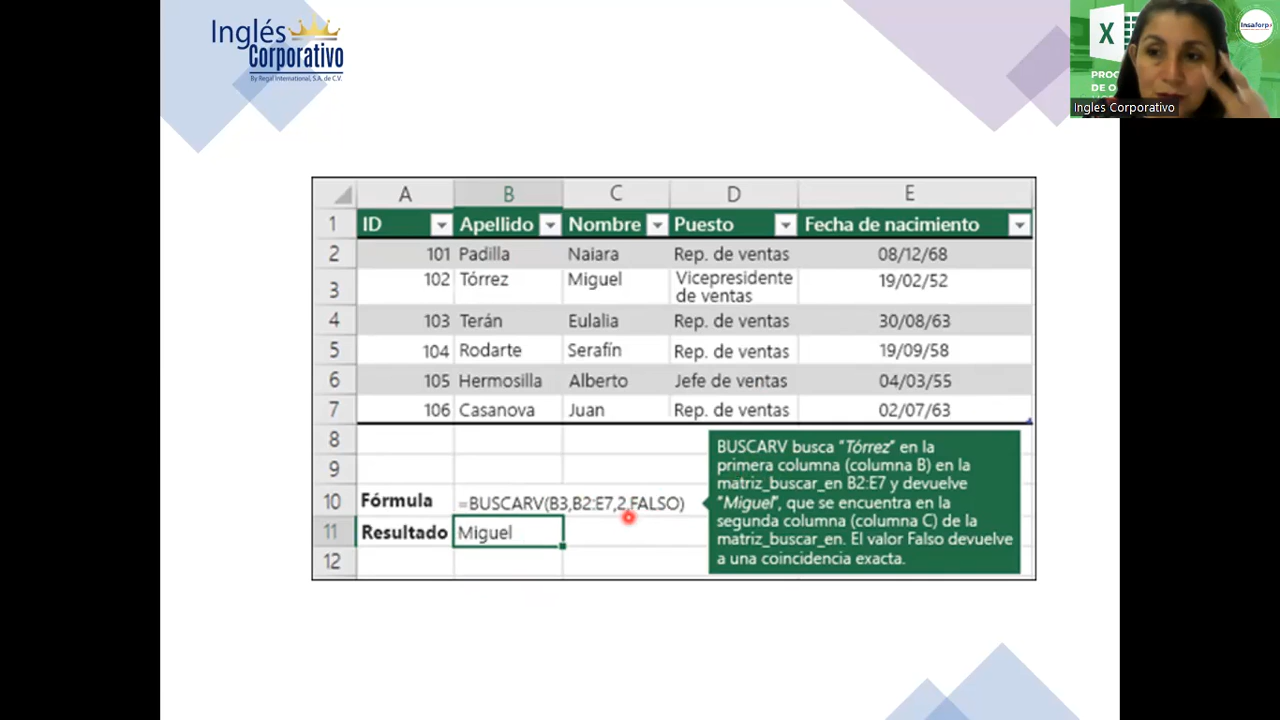 Inglés
Corporativo
By Regal International, S.A. de C.V.
X
PROG
DE O
Insaforp
Ingles Corporativo
A B C D E
1 ID Apellido Nombre Puesto Fecha de nacimiento
2 101 Padilla Naiara Rep. de ventas 08/12/68
3 102 Tórrez Miguel Vicepresidente
de ventas 19/02/52
4 103 Terán Eulalia Rep. de ventas 30/08/63
5 104 Rodarte Serafín Rep. de ventas 19/09/58
6 105 Hermosilla Alberto Jefe de ventas 04/03/55
7 106 Casanova Juan Rep. de ventas 02/07/63
8
9
10 Fórmula =BUSCARV(B3,B2:E7,2,FALSO)
11 Resultado Miguel
12
BUSCARV busca "Tórrez" en la
primera columna (columna B) en la
matriz_buscar_en B2:E7 y devuelve
"Miguel", que se encuentra en la
segunda columna (columna C) de la
matriz_buscar_en. El valor Falso devuelve
a una coincidencia exacta.